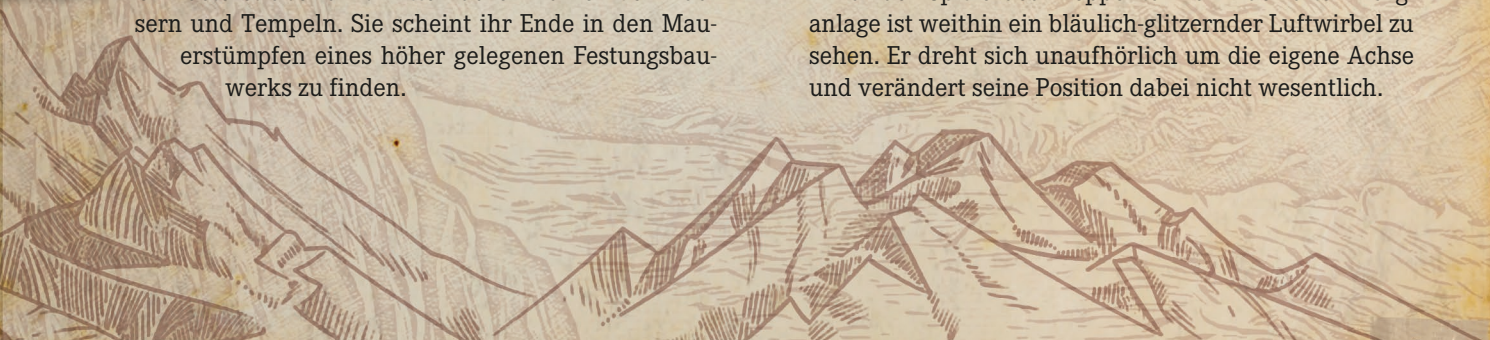 sern und Tempeln. Sie scheint ihr Ende in den Mau-
erstümpfen eines höher gelegenen Festungsbau-
werks zu finden.
anlage ist weithin ein bläulich-glitzernder Luftwirbel zu
sehen. Er dreht sich unaufhörlich um die eigene Achse
und verändert seine Position dabei nicht wesentlich.